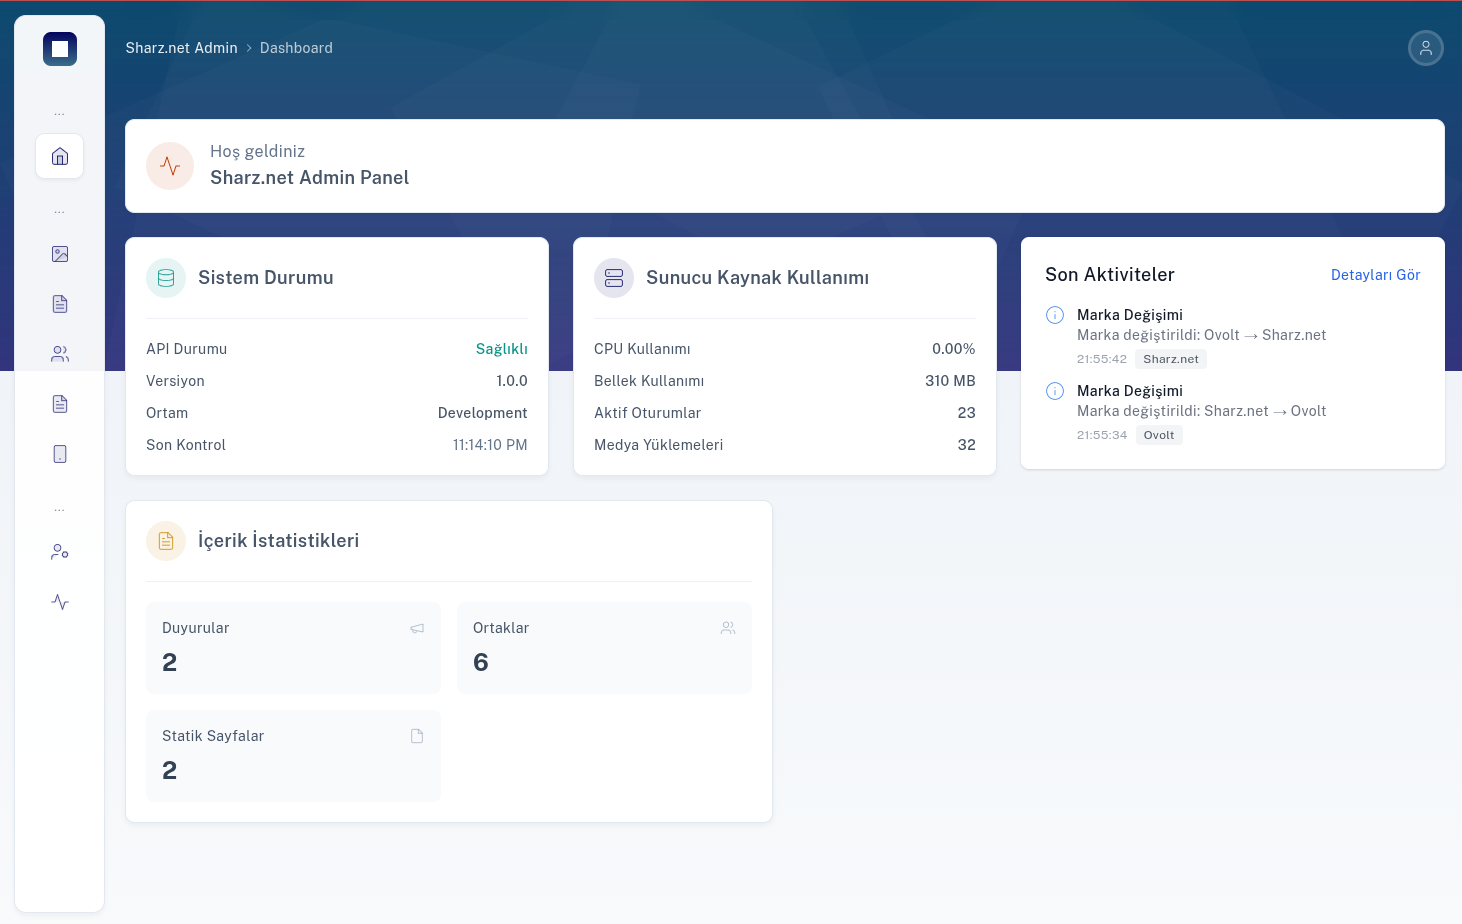 Sharz.net Admin > Dashboard
...
...
...
Hoş geldiniz
Sharz.net Admin Panel
Sistem Durumu
API Durumu Sağlıklı
Versiyon 1.0.0
Ortam Development
Son Kontrol 11:14:10 PM
Sunucu Kaynak Kullanımı
CPU Kullanımı 0.00%
Bellek Kullanımı 310 MB
Aktif Oturumlar 23
Medya Yüklemeleri 32
Son Aktiviteler Detayları Gör
Marka Değişimi
Marka değiştirildi: Ovolt → Sharz.net
21:55:42 Sharz.net
Marka Değişimi
Marka değiştirildi: Sharz.net → Ovolt
21:55:34 Ovolt
İçerik İstatistikleri
Duyurular
2
Ortaklar
6
Statik Sayfalar
2